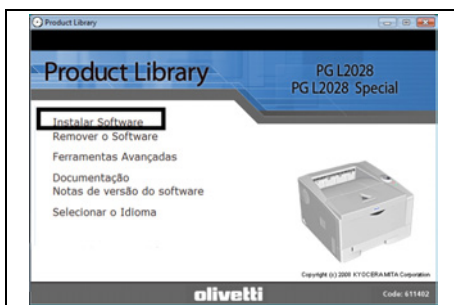 Product Library
Product Library
PG L2028
PG L2028 Special
Instalar Software
Remover o Software
Ferramentas Avançadas
Documentação
Notas de versão do software
Selecionar o Idioma
Copyright (c) 2008 KYOCERA MITA Corporation
olivetti
Code: 611402